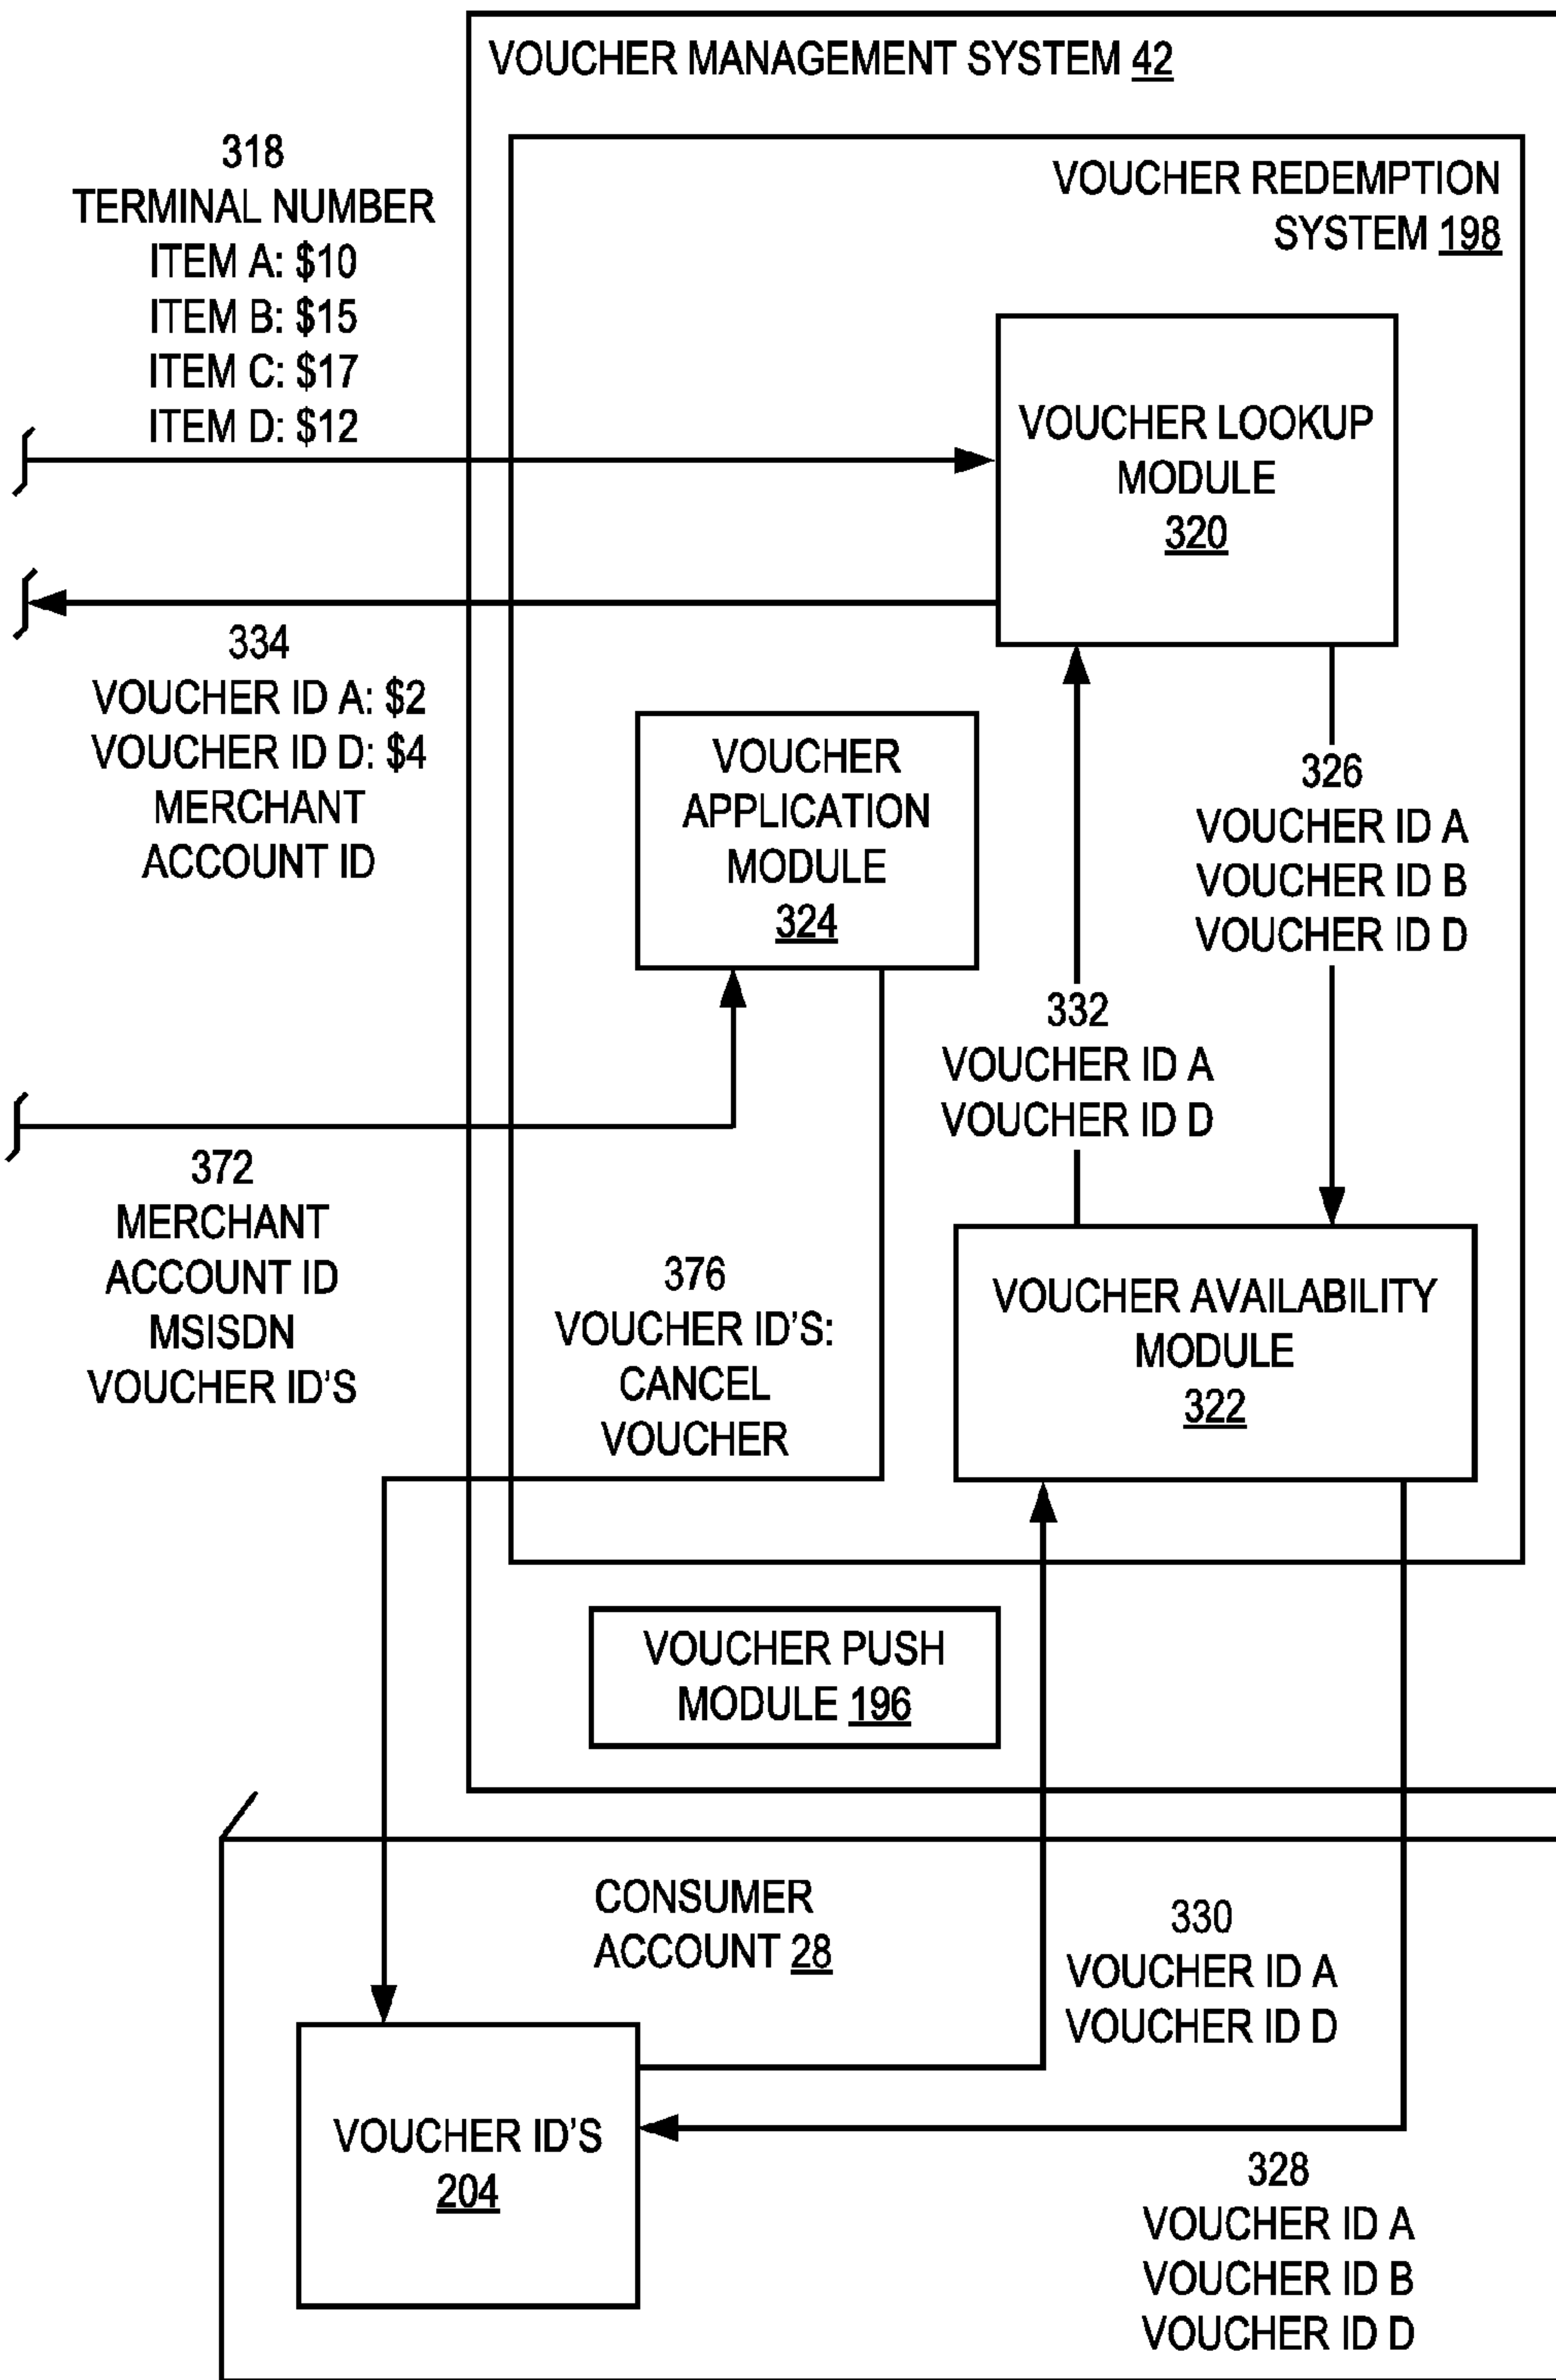 VOUCHER MANAGEMENT SYSTEM 42
318
TERMINAL NUMBER
ITEM A: $10
ITEM B: $15
ITEM C: $17
ITEM D: $12
VOUCHER REDEMPTION
SYSTEM 198
VOUCHER LOOKUP
MODULE
320
334
VOUCHER ID A: $2
VOUCHER ID D: $4
MERCHANT
ACCOUNT ID
VOUCHER
APPLICATION
MODULE
324
326
VOUCHER ID A
VOUCHER ID B
VOUCHER ID D
332
VOUCHER ID A
VOUCHER ID D
372
MERCHANT
ACCOUNT ID
MSISDN
VOUCHER ID'S
376
VOUCHER ID'S:
CANCEL
VOUCHER
VOUCHER AVAILABILITY
MODULE
322
VOUCHER PUSH
MODULE 196
CONSUMER
ACCOUNT 28
330
VOUCHER ID A
VOUCHER ID D
VOUCHER ID'S
204
328
VOUCHER ID A
VOUCHER ID B
VOUCHER ID D